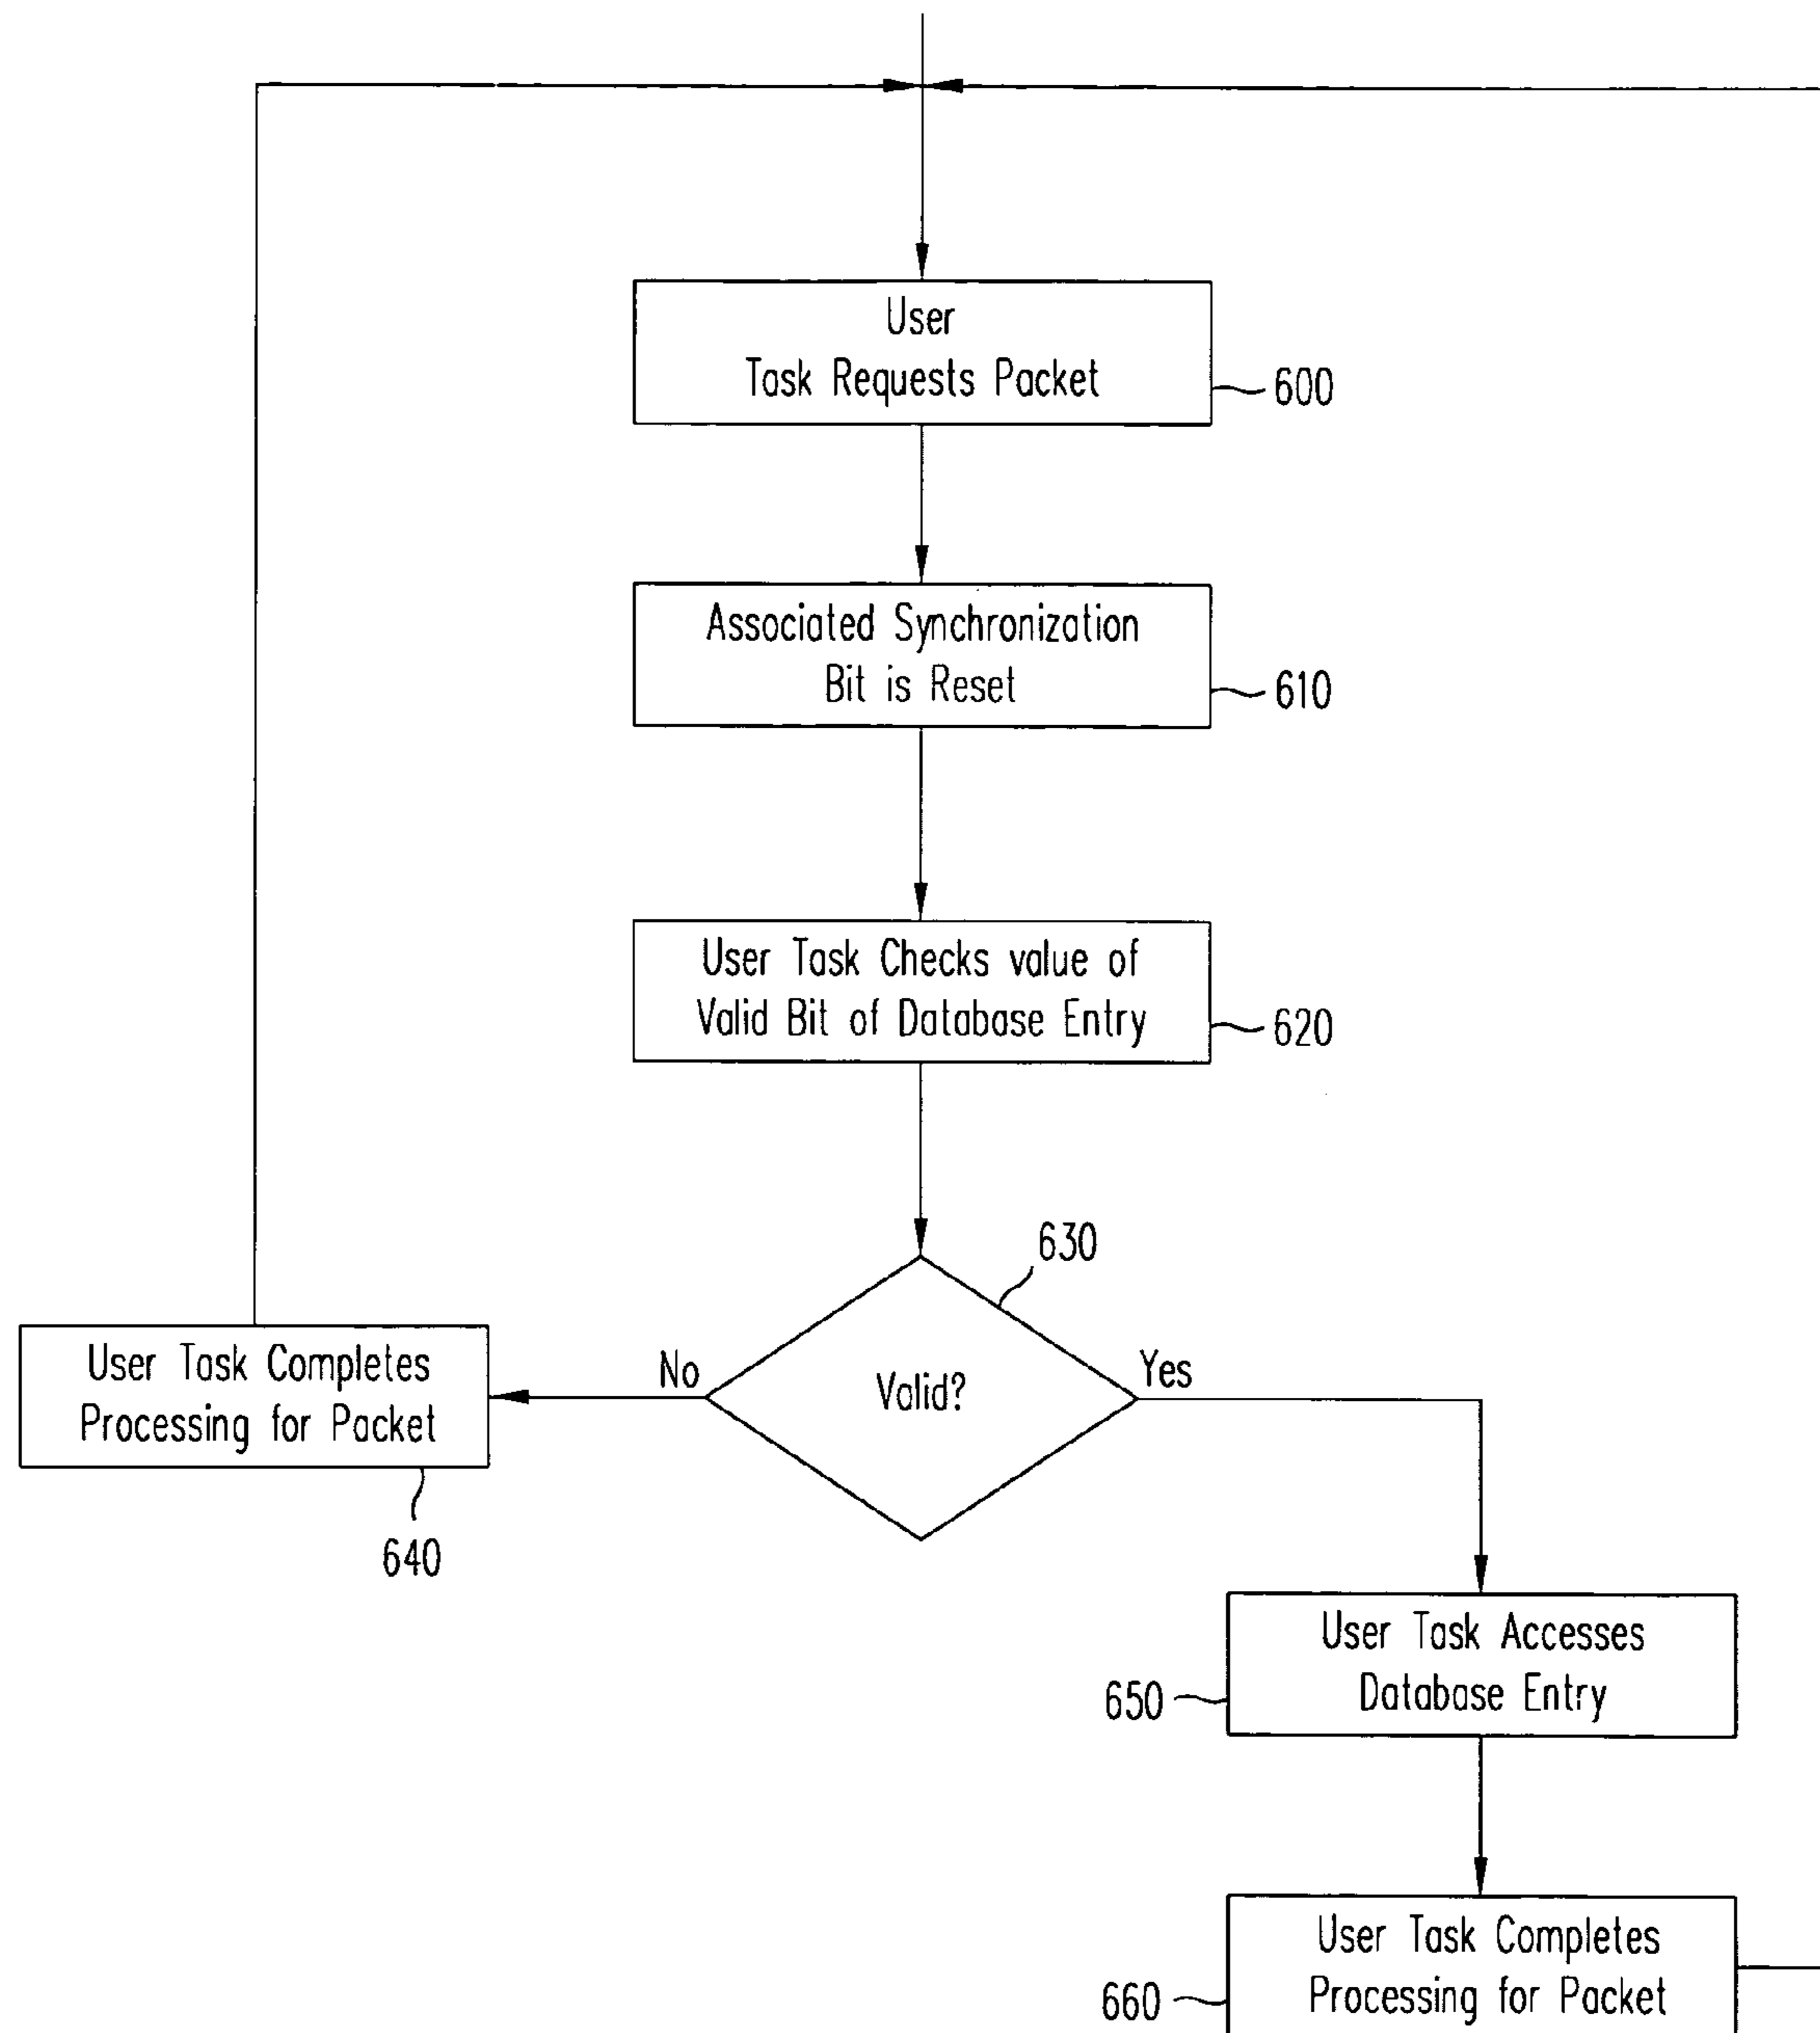 User
Task Requests Packet
600
Associated Synchronization
Bit is Reset
610
User Task Checks value of
Valid Bit of Database Entry
620
630
Valid?
No
Yes
User Task Completes
Processing for Packet
640
User Task Accesses
Database Entry
650
User Task Completes
Processing for Packet
660